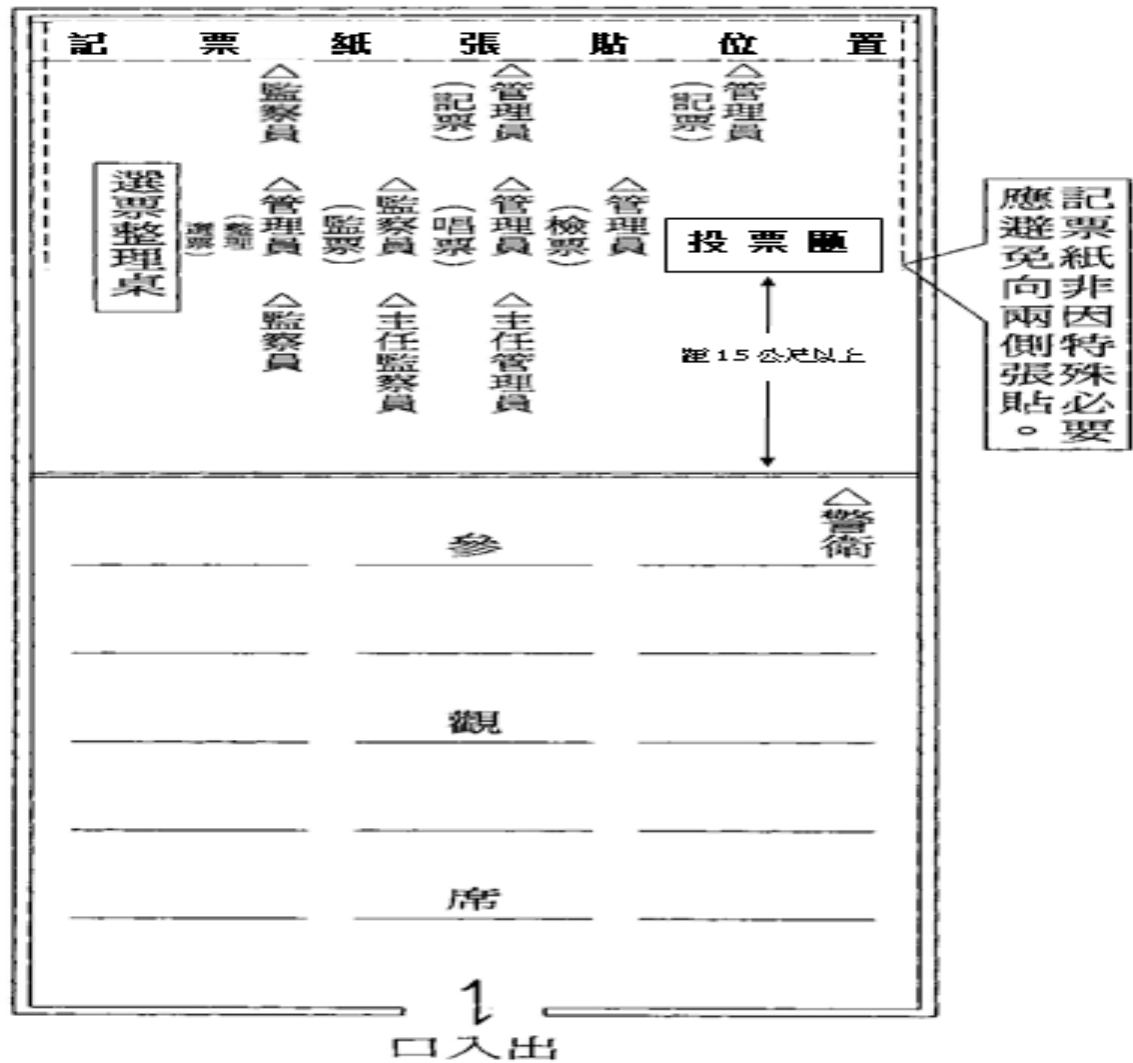 記票紙張貼位置
監察員
管理員
(記票)
管理員
(記票)
選票整理桌
管理員
(整理
選票)
監察員
(監票)
管理員
(唱票)
管理員
(檢票)
投票匭
監察員
主任監察員
主任管理員
距15公尺以上
記票紙非因特殊必要
應避免向兩側張貼。
警衛
參
觀
席
口入出